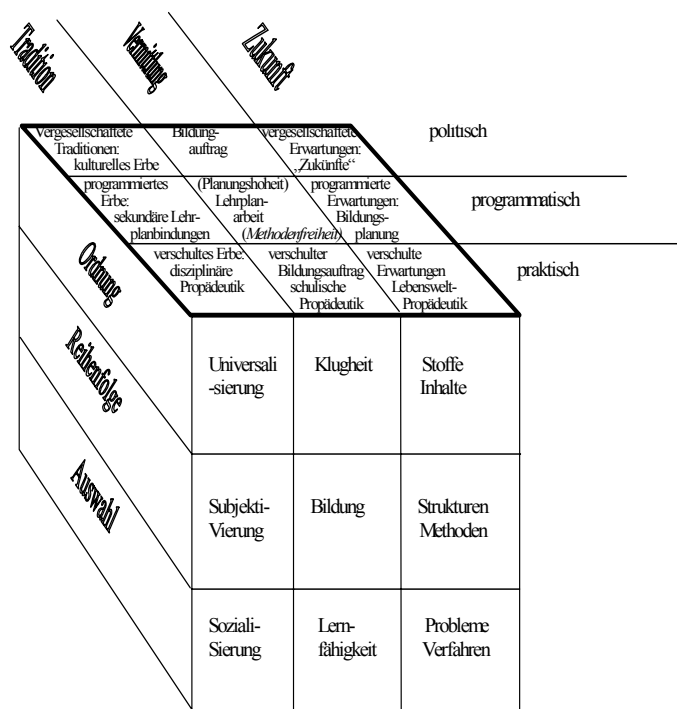 Tradition
Vermittlung
Zukunft
Vergesellschaftete
Traditionen:
kulturelles Erbe
Bildung-
auftrag
vergesellschaftete
Erwartungen:
„Zukünfte“
politisch
programmiertes
Erbe:
sekundäre Lehr-
planbindungen
(Planungshoheit)
Lehrplan-
arbeit
(Methodenfreiheit)
programmierte
Erwartungen:
Bildungs-
planung
programmatisch
verschultes Erbe:
disziplinäre
Propädeutik
verschulter
Bildungsauftrag
schulische
Propädeutik
verschulte
Erwartungen
Lebenswelt-
Propädeutik
praktisch
Ordnung
Reihenfolge
Auswahl
Universali
-sierung
Klugheit
Stoffe
Inhalte
Subjekti-
Vierung
Bildung
Strukturen
Methoden
Soziali-
Sierung
Lern-
fähigkeit
Probleme
Verfahren